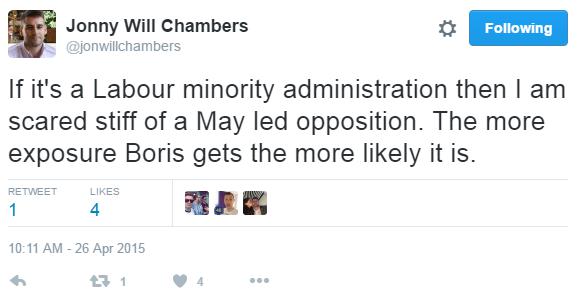 Jonny Will Chambers
@jonwillchambers
Following
If it's a Labour minority administration then I am
scared stiff of a May led opposition. The more
exposure Boris gets the more likely it is.
RETWEET LIKES
1 4
10:11 AM - 26 Apr 2015
1 4